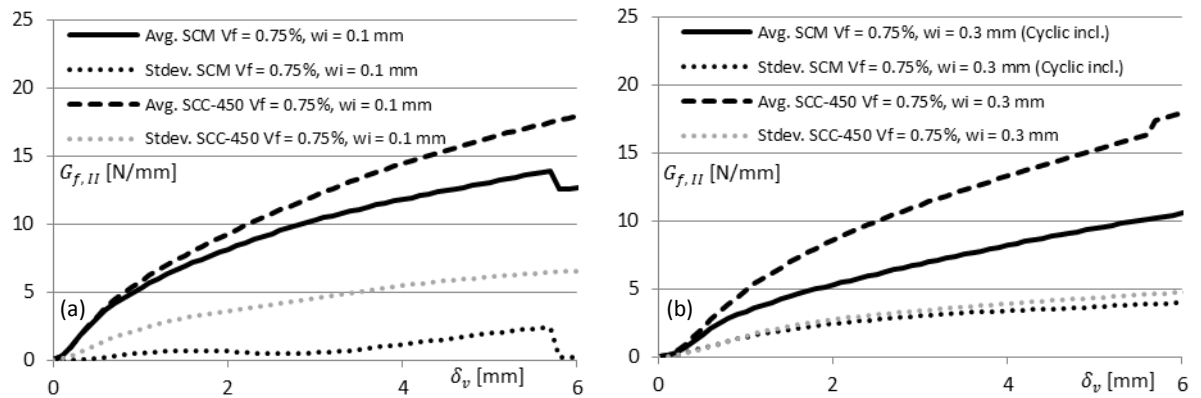 25
20
15
10
5
0
Avg. SCM Vf = 0.75%, wi = 0.1 mm
Stdev. SCM Vf = 0.75%, wi = 0.1 mm
Avg. SCC-450 Vf = 0.75%, wi = 0.1 mm
Stdev. SCC-450 Vf = 0.75%, wi = 0.1 mm
G_{f,II} [N/mm]
(a)
δ_v [mm]
0 2 4 6
25
20
15
10
5
0
Avg. SCM Vf = 0.75%, wi = 0.3 mm (Cyclic incl.)
Stdev. SCM Vf = 0.75%, wi = 0.3 mm (Cyclic incl.)
Avg. SCC-450 Vf = 0.75%, wi = 0.3 mm
Stdev. SCC-450 Vf = 0.75%, wi = 0.3 mm
G_{f,II} [N/mm]
(b)
δ_v [mm]
0 2 4 6